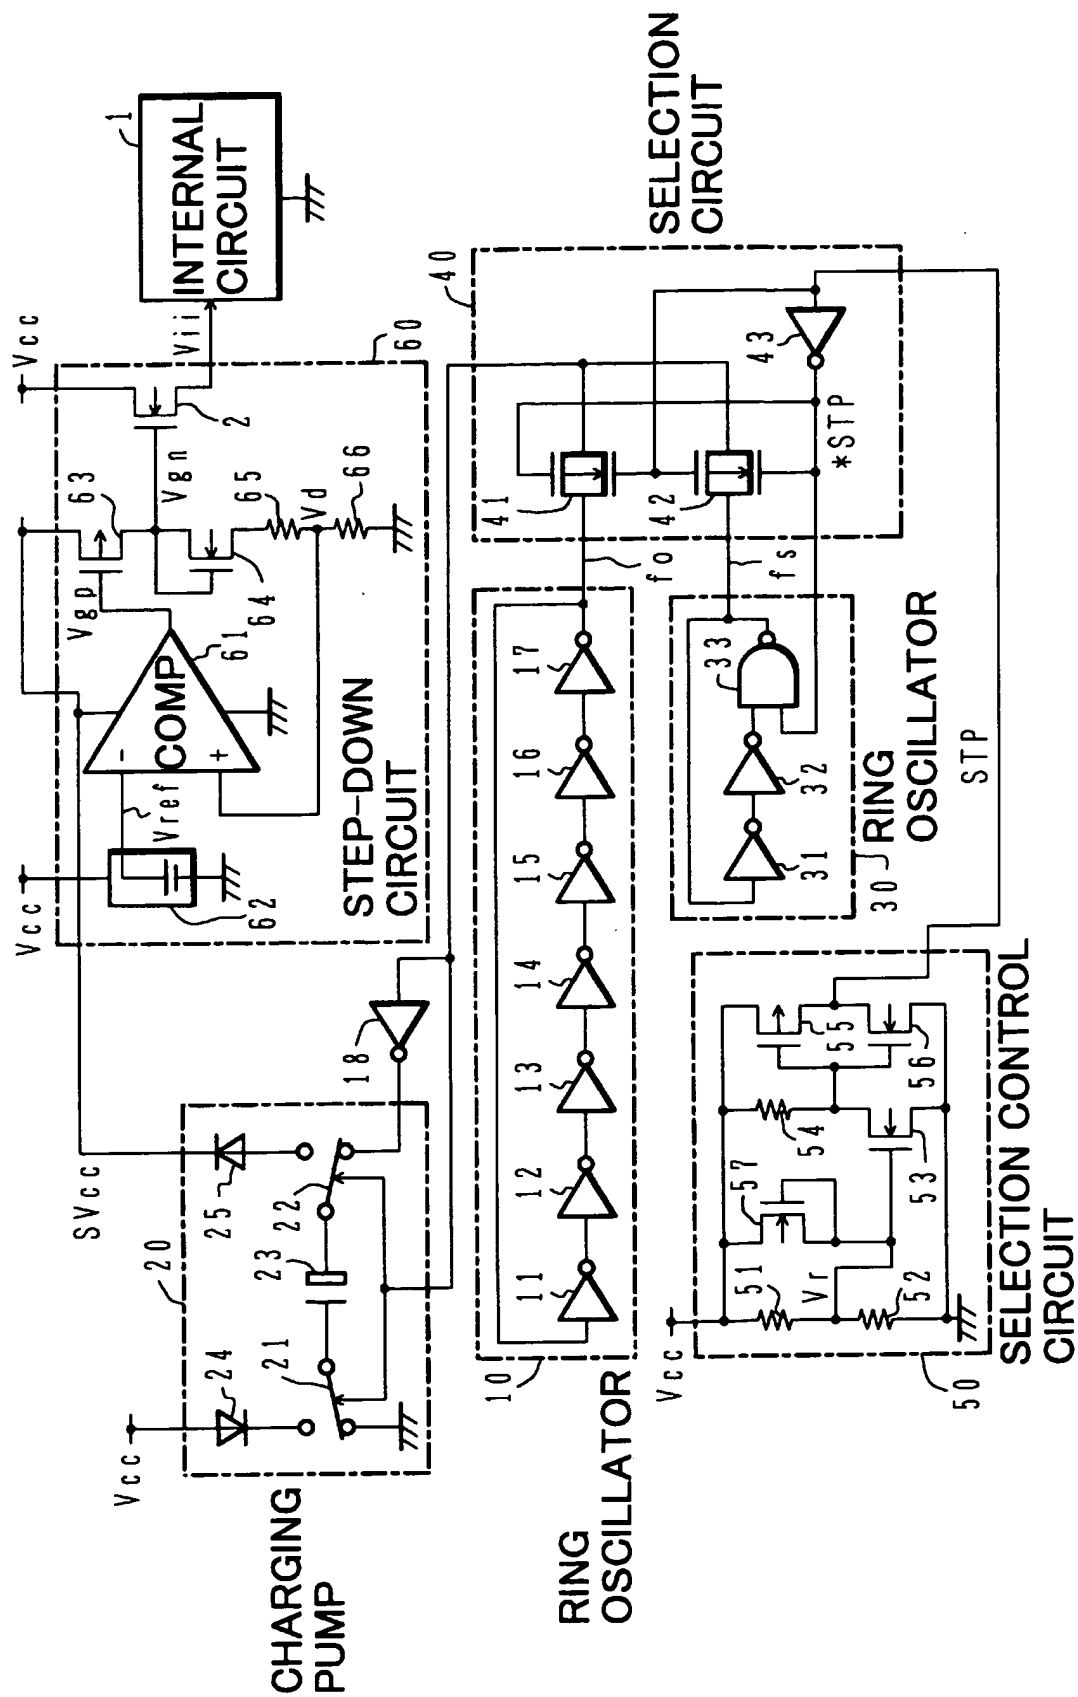 CHARGING
PUMP
20
Vcc
24
21
23
22
25
SVcc
18
Vcc
62
Vref
-
+
COMP
61
Vgp
63
64
Vgn
65
Vd
66
2
Vcc
Vii
60
STEP-DOWN
CIRCUIT
1
INTERNAL
CIRCUIT
RING
OSCILLATOR
10
11
12
13
14
15
16
17
fo
fs
41
42
43
*STP
40
SELECTION
CIRCUIT
31
32
33
30
RING
OSCILLATOR
STP
Vcc
51
52
Vr
57
54
53
55
56
50
SELECTION CONTROL
CIRCUIT